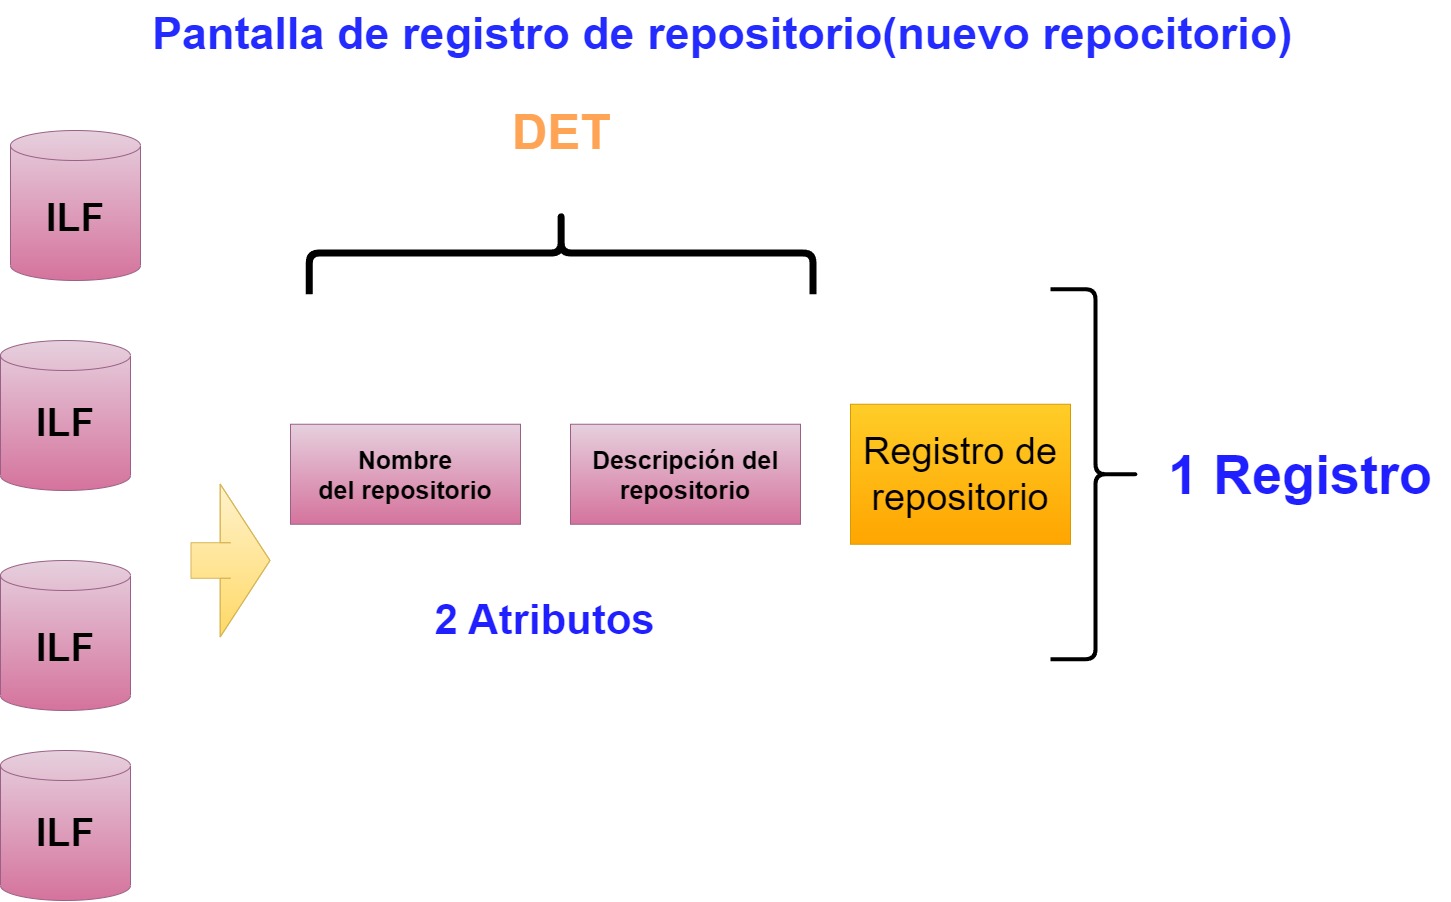 Pantalla de registro de repositorio(nuevo repocitorio)
DET
ILF
ILF
Nombre
del repositorio
Descripción del
repositorio
Registro de
repositorio
1 Registro
2 Atributos
ILF
ILF